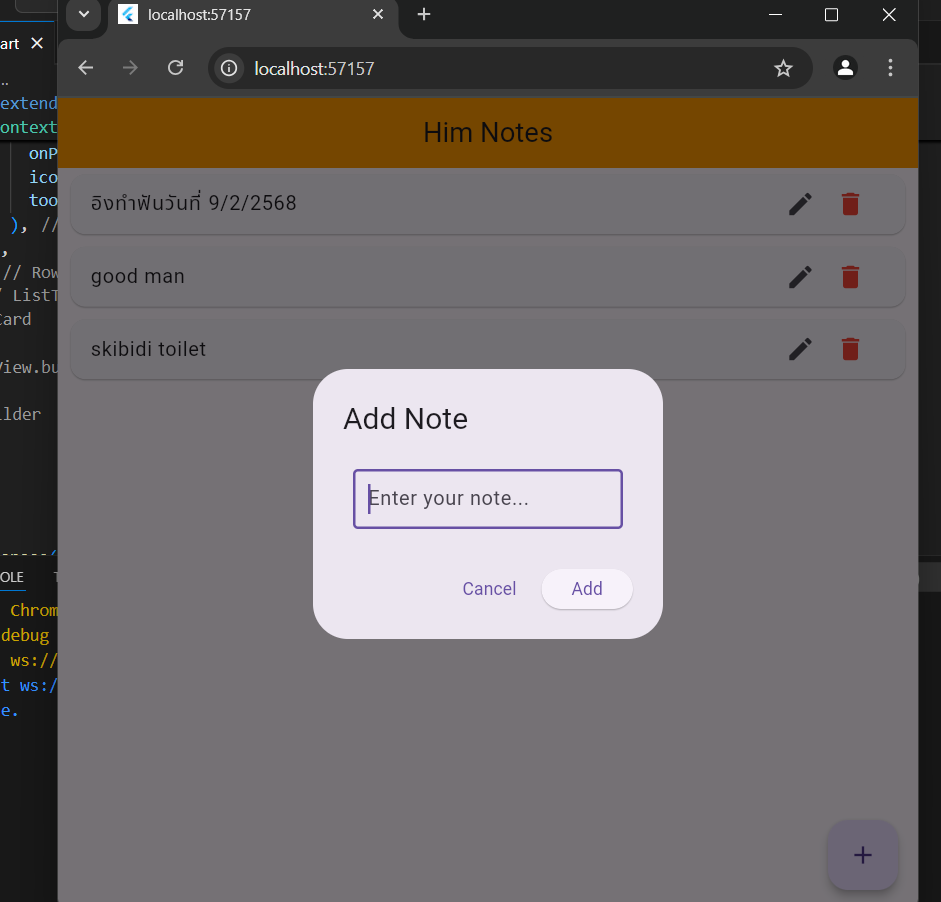 localhost:57157
localhost:57157
art
..
extend
ontext
onP
ico
too
), //
,
// Row
ListT
Card
View.bu
ilder
OLE
Chrom
debug
ws://
t ws:/
e.
Him Notes
อิงทำฟันวันที่ 9/2/2568
good man
skibidi toilet
Add Note
Enter your note...
Cancel
Add